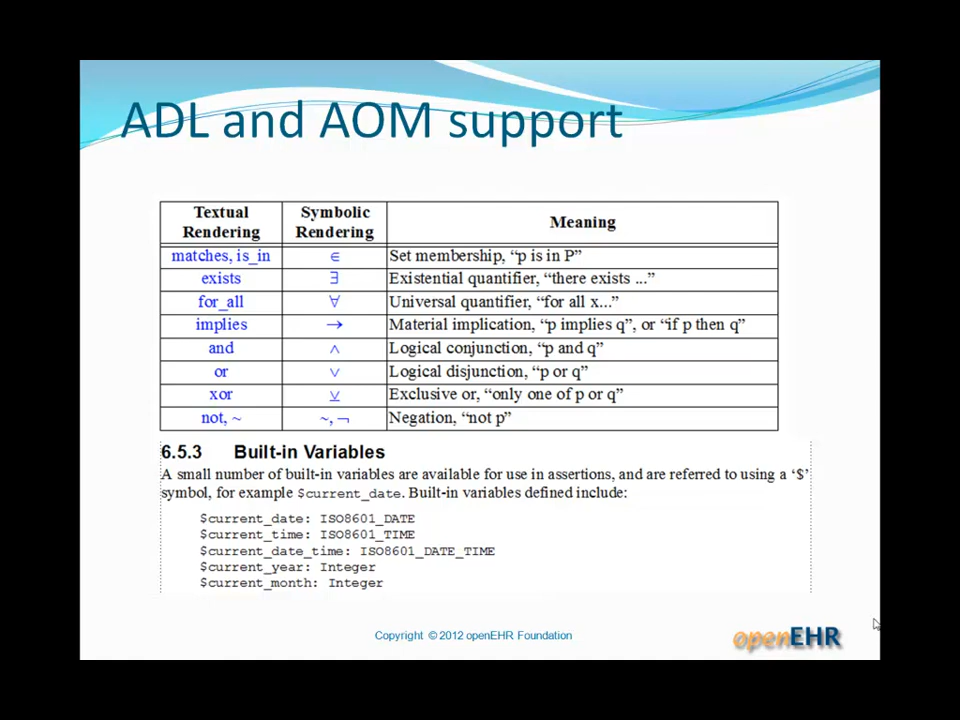 ADL and AOM support
Textual Rendering Symbolic Rendering Meaning
matches, is_in ∈ Set membership, “p is in P”
exists ∃ Existential quantifier, “there exists ...”
for_all ∀ Universal quantifier, “for all x...”
implies → Material implication, “p implies q”, or “if p then q”
and ∧ Logical conjunction, “p and q”
or ∨ Logical disjunction, “p or q”
xor ⊻ Exclusive or, “only one of p or q”
not, ~ ~, ¬ Negation, “not p”
6.5.3 Built-in Variables
A small number of built-in variables are available for use in assertions, and are referred to using a ‘$’
symbol, for example $current_date. Built-in variables defined include:
$current_date: ISO8601_DATE
$current_time: ISO8601_TIME
$current_date_time: ISO8601_DATE_TIME
$current_year: Integer
$current_month: Integer
Copyright © 2012 openEHR Foundation
openEHR